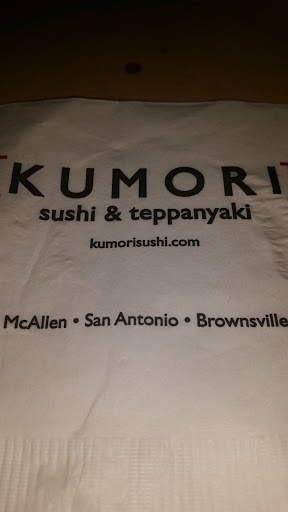 KUMORI
sushi & teppanyaki
kumorisushi.com
McAllen • San Antonio • Brownsville